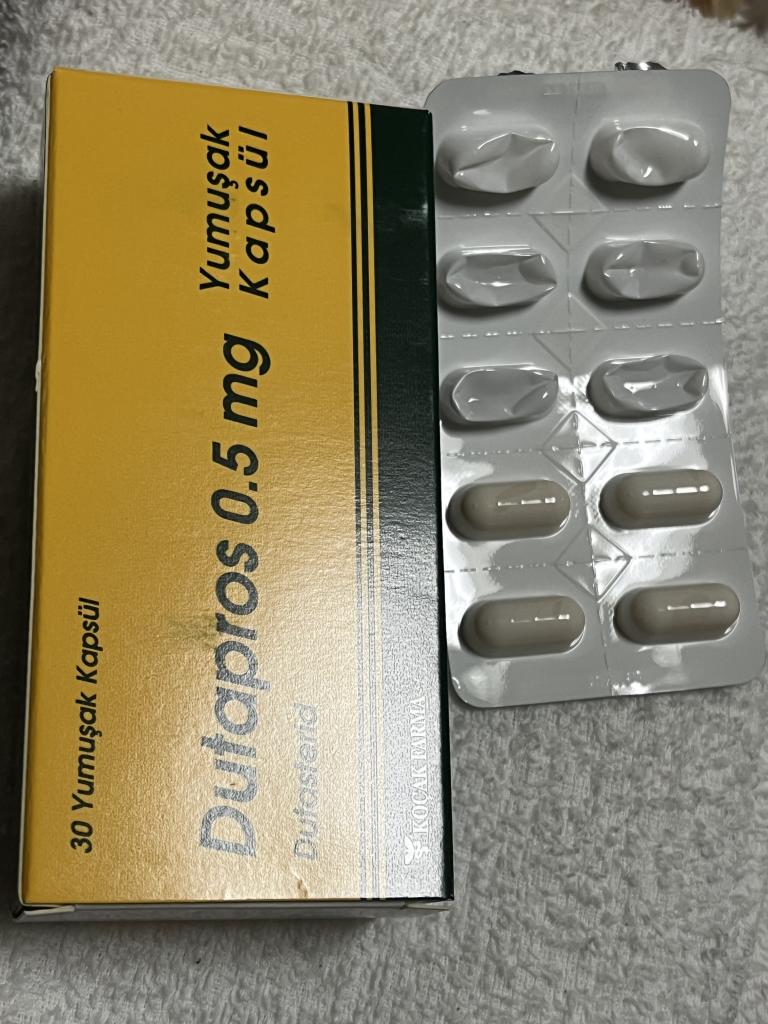 30 Yumuşak Kapsül
Dutapros 0.5 mg
Yumuşak
Kapsül
Dutasterid
KOÇAK FARMA